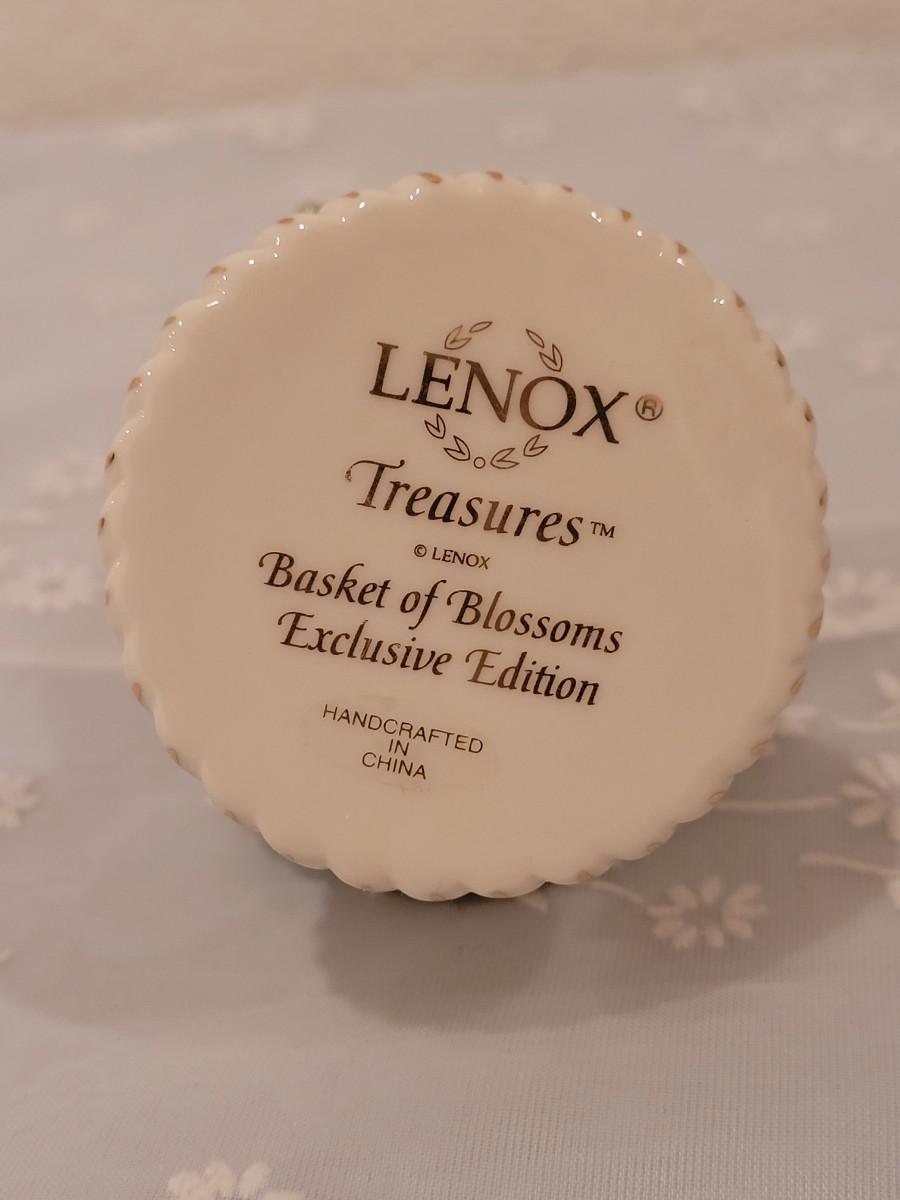 LENOX®
Treasures™
© LENOX
Basket of Blossoms
Exclusive Edition
HANDCRAFTED
IN
CHINA